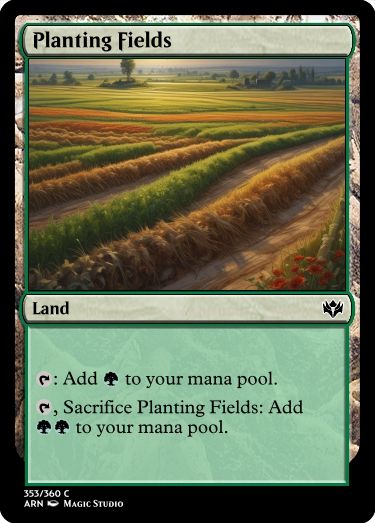 Planting Fields
Land
: Add to your mana pool.
, Sacrifice Planting Fields: Add
to your mana pool.
353/360 C
ARN Magic Studio